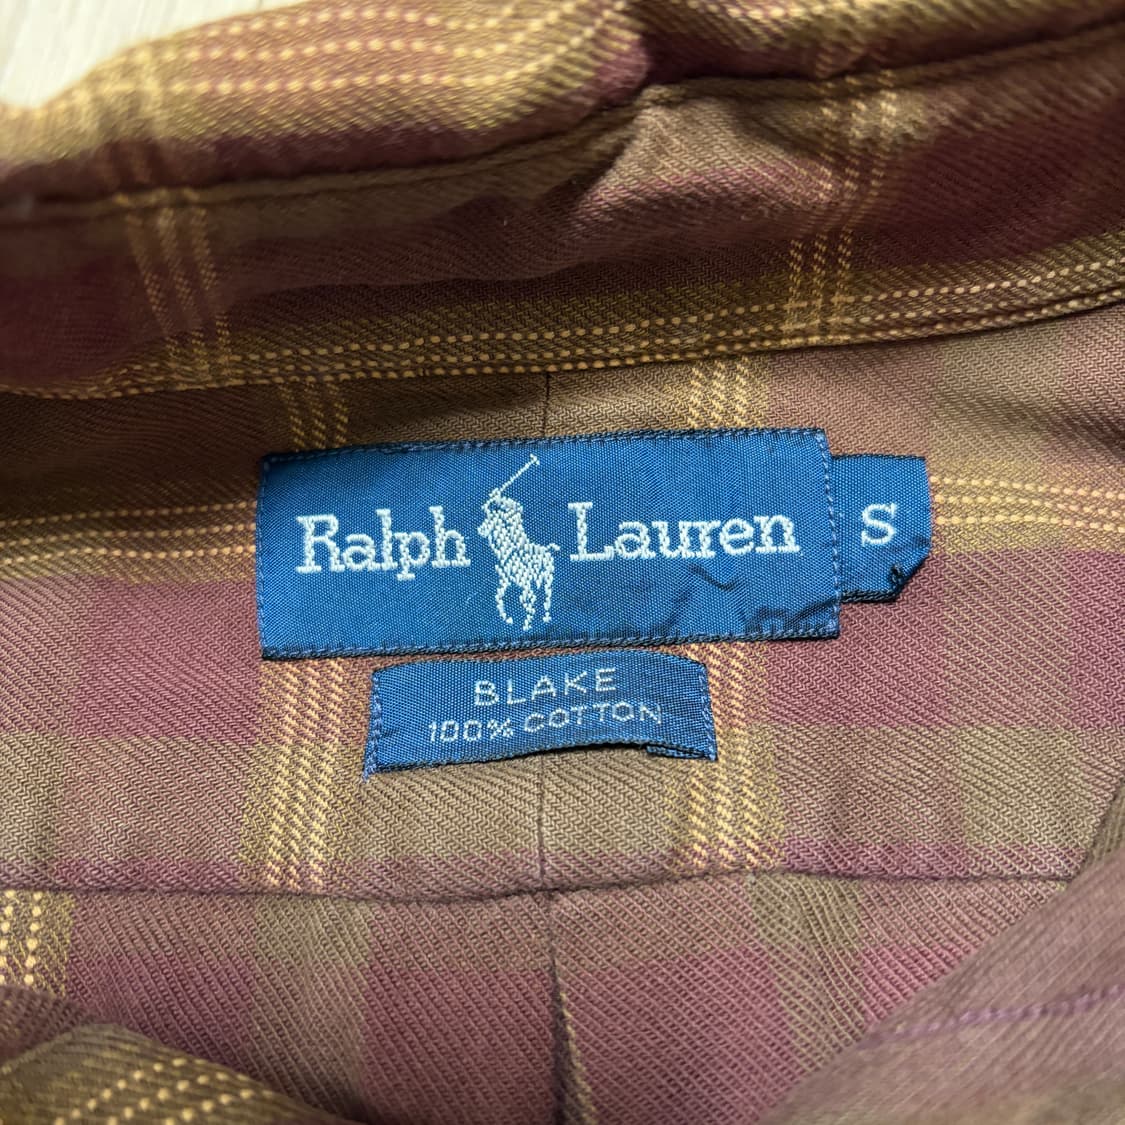 Ralph Lauren S
BLAKE
100% COTTON